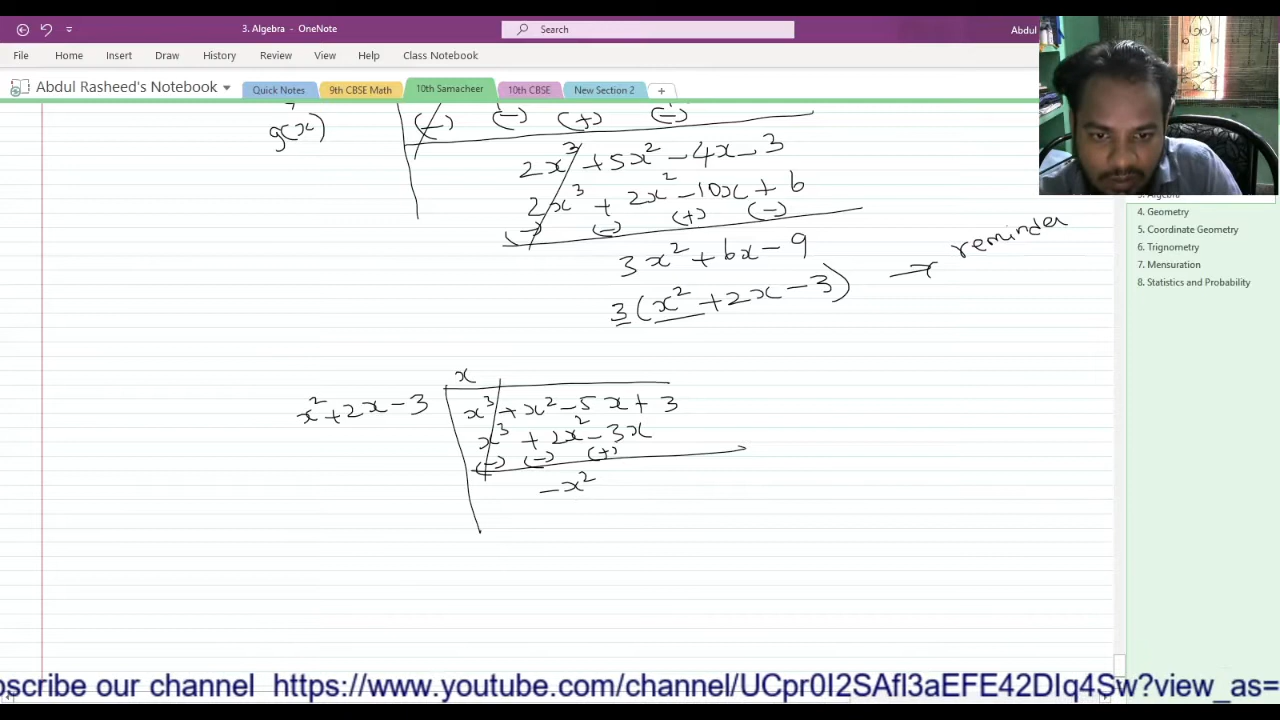 3. Algebra - OneNote
Search
Abdul
File Home Insert Draw History Review View Help Class Notebook
Abdul Rasheed's Notebook
Quick Notes
9th CBSE Math
10th Samacheer
10th CBSE
New Section 2
g(x)
(-) (-) (+) (-)
2x³ + 5x² - 4x - 3
2x³ + 2x² - 10x + 6
(-) (-) (+) (-)
3x² + 6x - 9
3(x² + 2x - 3) → reminder
x
x² + 2x - 3
x³ + x² - 5x + 3
x³ + 2x² - 3x
(-) (-) (+)
-x²
4. Geometry
5. Coordinate Geometry
6. Trignometry
7. Mensuration
8. Statistics and Probability
scribe our channel https://www.youtube.com/channel/UCpr0I2SAfl3aEFE42DIq4Sw?view_as=